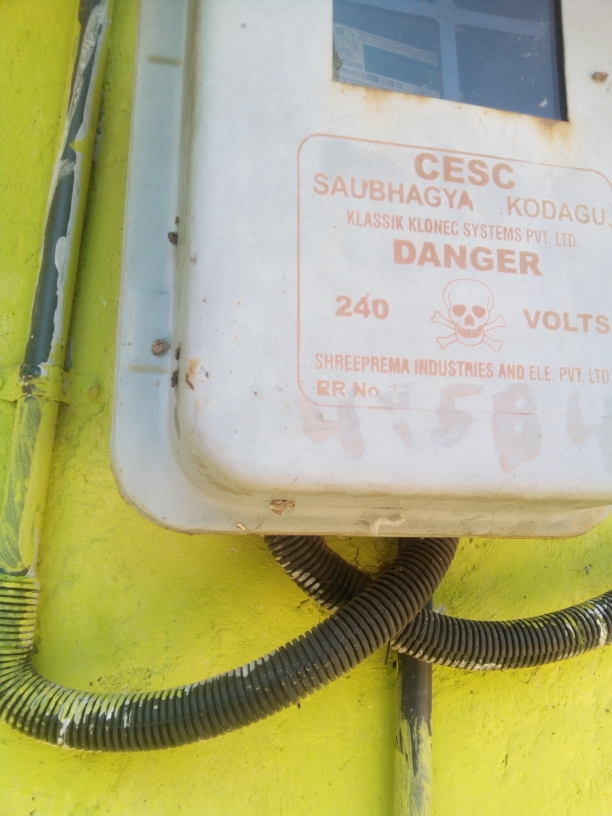 CESC
SAUBHAGYA KODAGU
KLASSIK KLONEC SYSTEMS PVT. LTD
DANGER
240 VOLTS
SHREEPREMA INDUSTRIES AND ELE. PVT. LTD
RR No